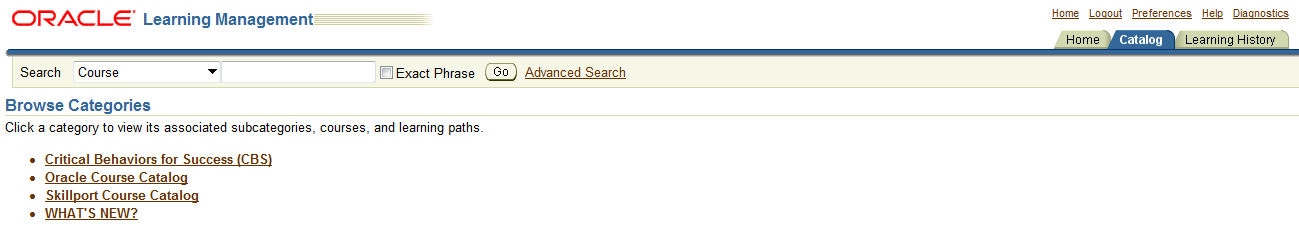 ORACLE Learning Management
Home Logout Preferences Help Diagnostics
Home Catalog Learning History
Search Course Exact Phrase Go Advanced Search
Browse Categories
Click a category to view its associated subcategories, courses, and learning paths.
Critical Behaviors for Success (CBS)
Oracle Course Catalog
Skillport Course Catalog
WHAT'S NEW?